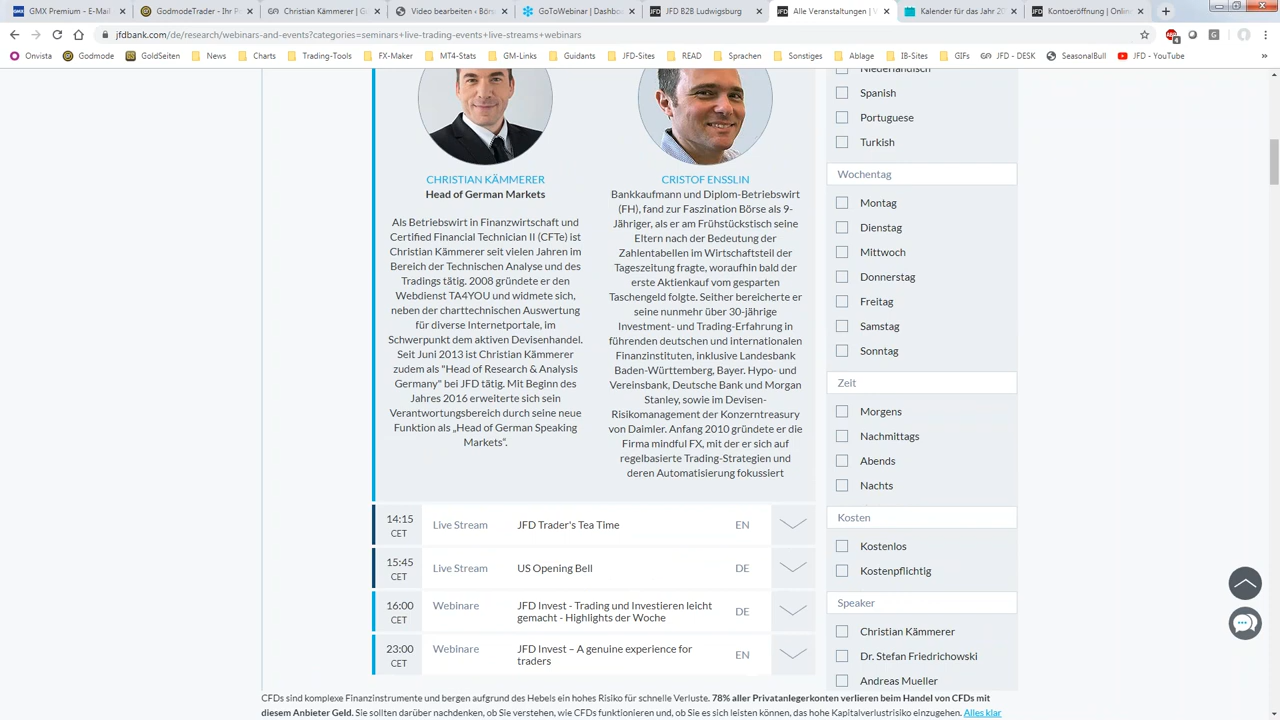 GMX Premium – E-Mail
GodmodeTrader - Ihr P
Christian Kämmerer | G
Video bearbeiten ‹ Börs
GoToWebinar | Dashbo
JFD B2B Ludwigsburg
Alle Veranstaltungen | V
Kalender für das Jahr 20
Kontoeröffnung | Online
jfdbank.com/de/research/webinars-and-events?categories=seminars+live-trading-events+live-streams+webinars
Onvista
Godmode
GoldSeiten
News
Charts
Trading-Tools
FX-Maker
MT4-Stats
GM-Links
Guidants
JFD-Sites
READ
Sprachen
Sonstiges
Ablage
IB-Sites
GIFs
JFD - DESK
SeasonalBull
JFD - YouTube
CHRISTIAN KÄMMERER
Head of German Markets
Als Betriebswirt in Finanzwirtschaft und
Certified Financial Technician II (CFTe) ist
Christian Kämmerer seit vielen Jahren im
Bereich der Technischen Analyse und des
Tradings tätig. 2008 gründete er den
Webdienst TA4YOU und widmete sich,
neben der charttechnischen Auswertung
für diverse Internetportale, im
Schwerpunkt dem aktiven Devisenhandel.
Seit Juni 2013 ist Christian Kämmerer
zudem als "Head of Research & Analysis
Germany" bei JFD tätig. Mit Beginn des
Jahres 2016 erweiterte sich sein
Verantwortungsbereich durch seine neue
Funktion als „Head of German Speaking
Markets“.
CRISTOF ENSSLIN
Bankkaufmann und Diplom-Betriebswirt
(FH), fand zur Faszination Börse als 9-
Jähriger, als er am Frühstückstisch seine
Eltern nach der Bedeutung der
Zahlentabellen im Wirtschaftsteil der
Tageszeitung fragte, woraufhin bald der
erste Aktienkauf vom gesparten
Taschengeld folgte. Seither bereicherte er
seine nunmehr über 30-jährige
Investment- und Trading-Erfahrung in
führenden deutschen und internationalen
Finanzinstituten, inklusive Landesbank
Baden-Württemberg, Bayer. Hypo- und
Vereinsbank, Deutsche Bank und Morgan
Stanley, sowie im Devisen-
Risikomanagement der Konzerntreasury
von Daimler. Anfang 2010 gründete er die
Firma mindful FX, mit der er sich auf
regelbasierte Trading-Strategien und
deren Automatisierung fokussiert
14:15
CET
Live Stream
JFD Trader's Tea Time
EN
15:45
CET
Live Stream
US Opening Bell
DE
16:00
CET
Webinare
JFD Invest - Trading und Investieren leicht
gemacht - Highlights der Woche
DE
23:00
CET
Webinare
JFD Invest – A genuine experience for
traders
EN
Niederländisch
Spanish
Portuguese
Turkish
Wochentag
Montag
Dienstag
Mittwoch
Donnerstag
Freitag
Samstag
Sonntag
Zeit
Morgens
Nachmittags
Abends
Nachts
Kosten
Kostenlos
Kostenpflichtig
Speaker
Christian Kämmerer
Dr. Stefan Friedrichowski
Andreas Mueller
CFDs sind komplexe Finanzinstrumente und bergen aufgrund des Hebels ein hohes Risiko für schnelle Verluste. 78% aller Privatanlegerkonten verlieren beim Handel von CFDs mit
diesem Anbieter Geld. Sie sollten darüber nachdenken, ob Sie verstehen, wie CFDs funktionieren und, ob Sie es sich leisten können, das hohe Kapitalverlustrisiko einzugehen. Alles klar